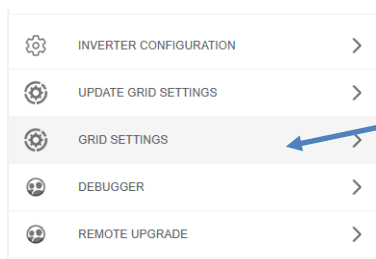 INVERTER CONFIGURATION
UPDATE GRID SETTINGS
GRID SETTINGS
DEBUGGER
REMOTE UPGRADE